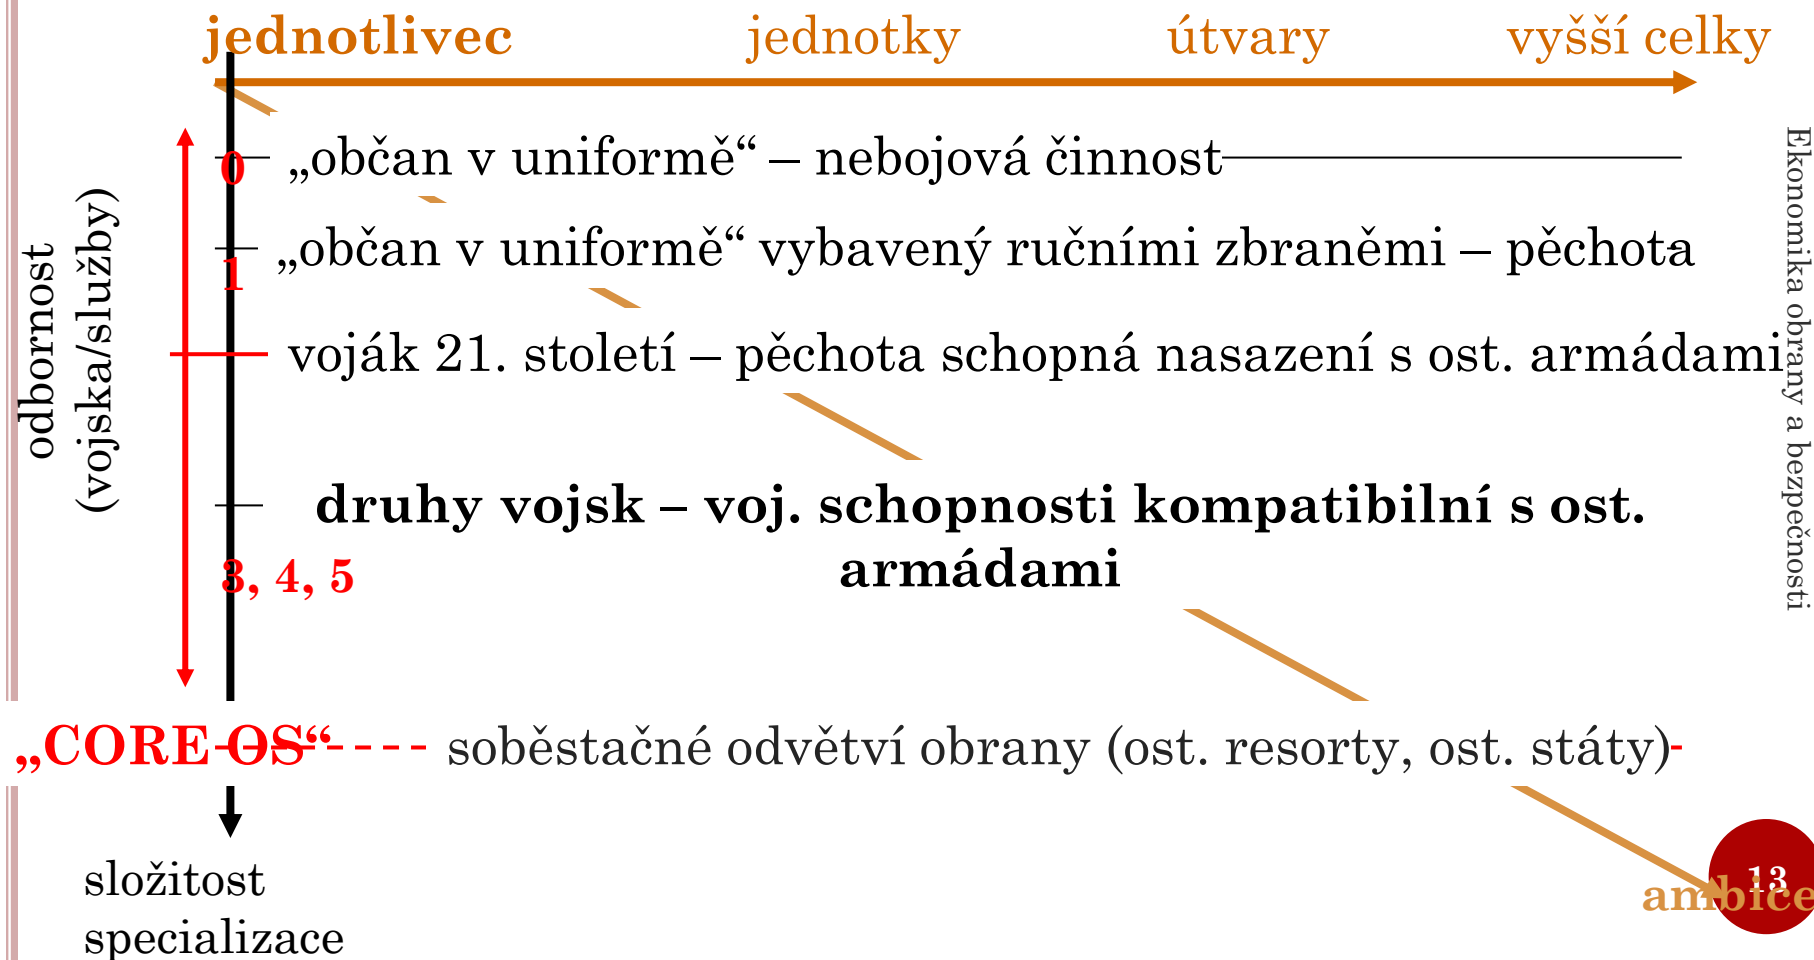 jednotlivec jednotky útvary vyšší celky
0 „občan v uniformě“ – nebojová činnost
1 „občan v uniformě“ vybavený ručními zbraněmi – pěchota
voják 21. století – pěchota schopná nasazení s ost. armádami
odbornost
(vojska/služby)
druhy vojsk – voj. schopnosti kompatibilní s ost.
armádami
3, 4, 5
„CORE OS“ soběstačné odvětví obrany (ost. resorty, ost. státy)
složitost
specializace
ambice
13
Ekonomika obrany a bezpečnosti